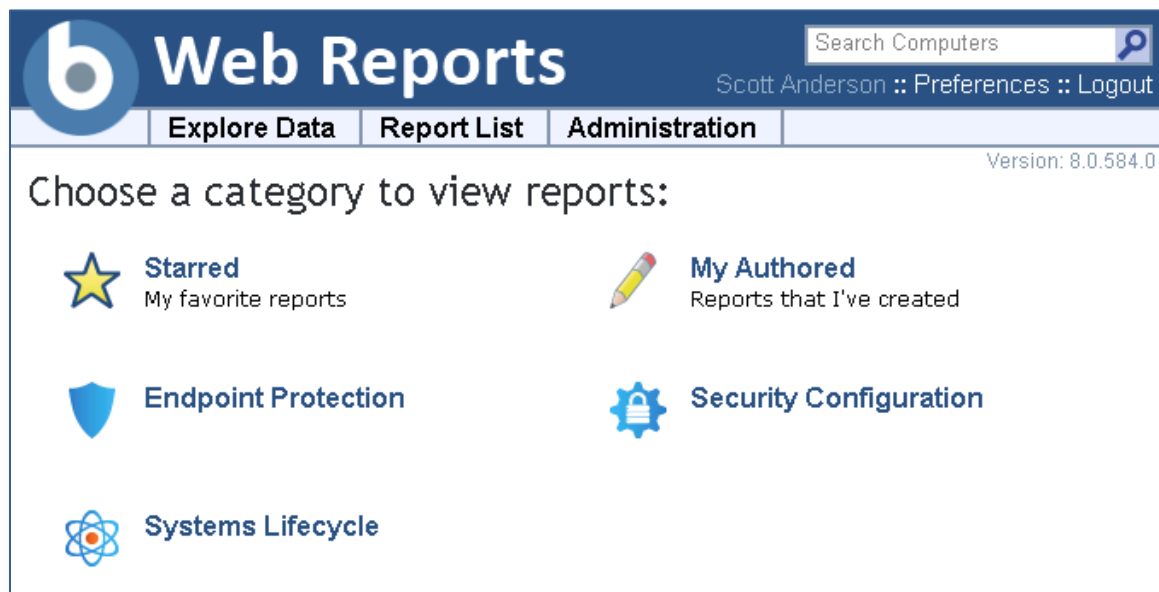 b Web Reports
Search Computers
Scott Anderson :: Preferences :: Logout
Explore Data Report List Administration
Version: 8.0.584.0
Choose a category to view reports:
Starred
My favorite reports
My Authored
Reports that I've created
Endpoint Protection
Security Configuration
Systems Lifecycle